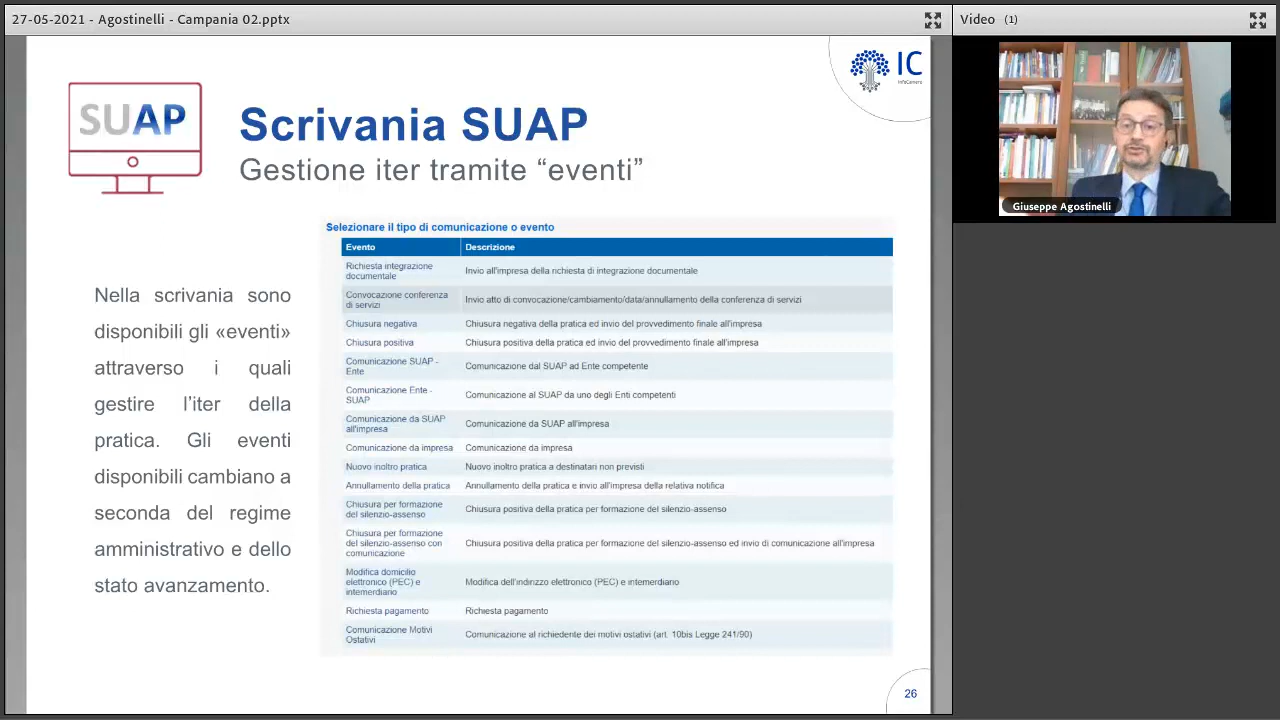 27-05-2021 - Agostinelli - Campania 02.pptx
Video (1)
IC
InfoCamere
SUAP
Scrivania SUAP
Gestione iter tramite “eventi”
Giuseppe Agostinelli
Nella scrivania sono
disponibili gli «eventi»
attraverso i quali
gestire l’iter della
pratica. Gli eventi
disponibili cambiano a
seconda del regime
amministrativo e dello
stato avanzamento.
Selezionare il tipo di comunicazione o evento
Evento Descrizione
Richiesta integrazione
documentale
Invio all'impresa della richiesta di integrazione documentale
Convocazione conferenza
di servizi
Invio atto di convocazione/cambiamento/data/annullamento della conferenza di servizi
Chiusura negativa Chiusura negativa della pratica ed invio del provvedimento finale all'impresa
Chiusura positiva Chiusura positiva della pratica ed invio del provvedimento finale all'impresa
Comunicazione SUAP -
Ente
Comunicazione dal SUAP ad Ente competente
Comunicazione Ente -
SUAP
Comunicazione al SUAP da uno degli Enti competenti
Comunicazione da SUAP
all'impresa
Comunicazione da SUAP all'impresa
Comunicazione da impresa Comunicazione da impresa
Nuovo inoltro pratica Nuovo inoltro pratica a destinatari non previsti
Annullamento della pratica Annullamento della pratica e invio all'impresa della relativa notifica
Chiusura per formazione
del silenzio-assenso
Chiusura positiva della pratica per formazione del silenzio-assenso
Chiusura per formazione
del silenzio-assenso con
comunicazione
Chiusura positiva della pratica per formazione del silenzio-assenso ed invio di comunicazione all'impresa
Modifica domicilio
elettronico (PEC) e
intemerdiario
Modifica dell'indirizzo elettronico (PEC) e intemerdiario
Richiesta pagamento Richiesta pagamento
Comunicazione Motivi
Ostativi
Comunicazione al richiedente dei motivi ostativi (art. 10bis Legge 241/90)
26